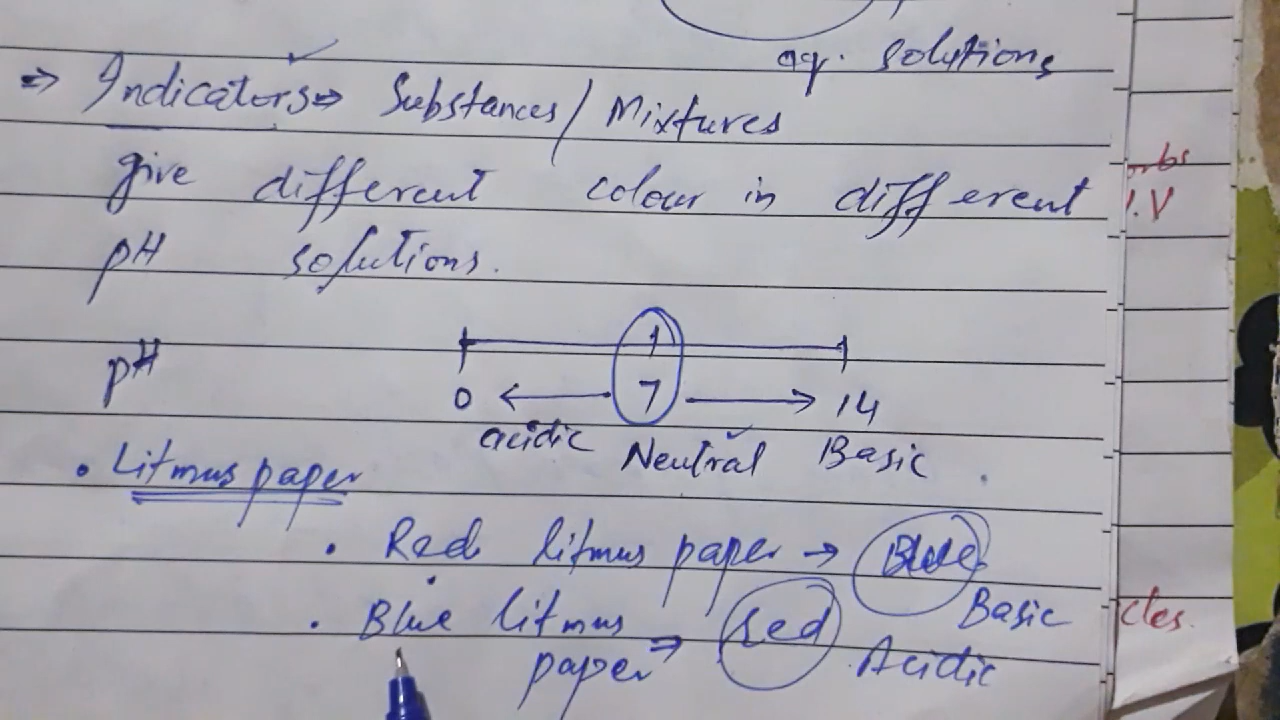 aq. solutions
⇒ Indicators ⇒ Substances / Mixtures
give different colour in different
pH solutions.
pH
0 ← 7 → 14
acidic Neutral Basic
• Litmus paper
• Red litmus paper → Blue
Basic
• Blue litmus
paper ⇒ red Acidic
I.V
cles.